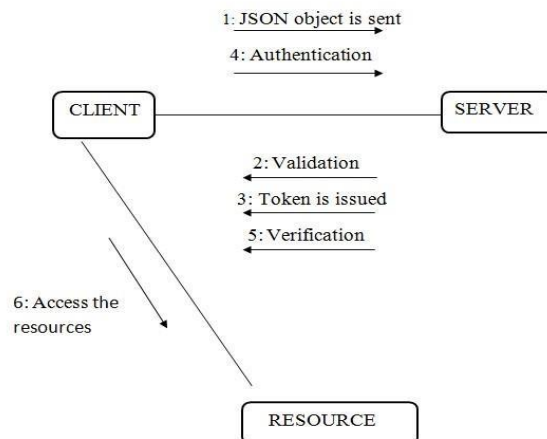 1: JSON object is sent
4: Authentication
CLIENT
SERVER
2: Validation
3: Token is issued
5: Verification
6: Access the
resources
RESOURCE